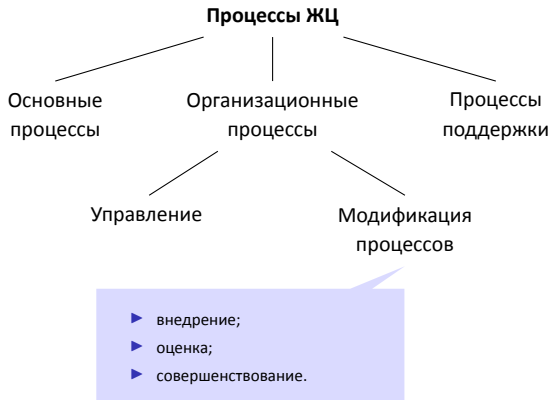 Процессы ЖЦ
Основные
процессы
Организационные
процессы
Процессы
поддержки
Управление
Модификация
процессов
► внедрение;
► оценка;
► совершенствование.